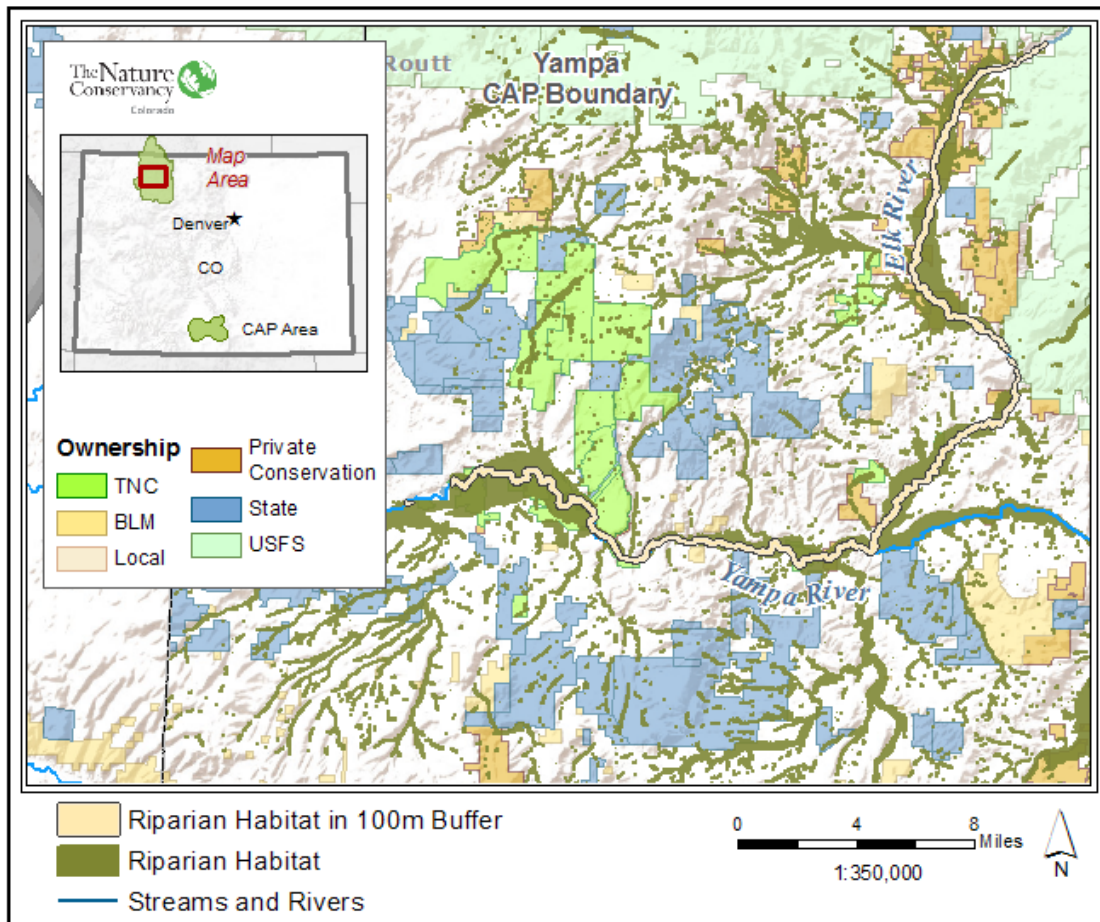 The Nature
Conservancy
Colorado
Map
Area
Denver
CO
CAP Area
Ownership
TNC
BLM
Local
Private
Conservation
State
USFS
Routt
Yampa
CAP Boundary
Elk River
Yampa River
Riparian Habitat in 100m Buffer
Riparian Habitat
Streams and Rivers
0 4 8
Miles
1:350,000
N